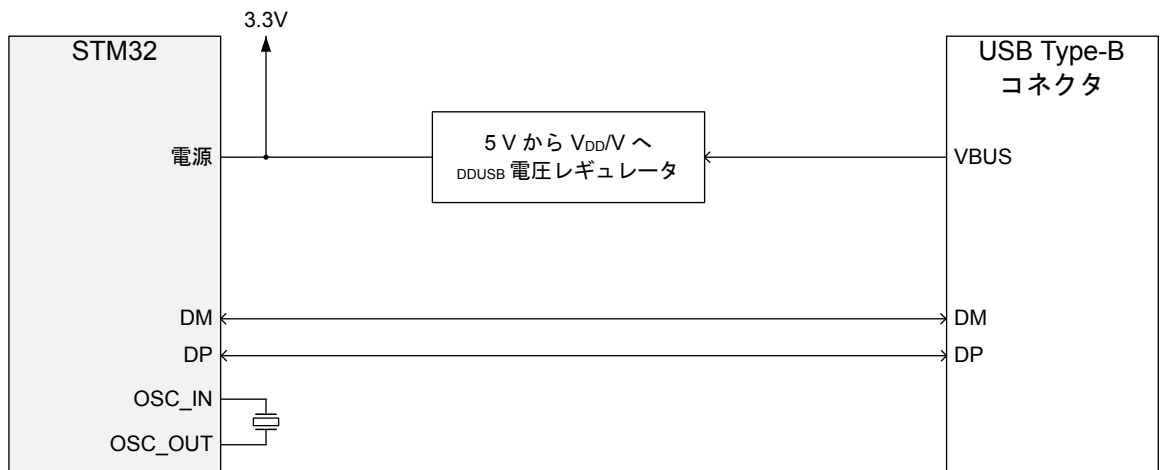 3.3V
STM32
USB Type-B
コネクタ
5 V から VDD/V へ
DDUSB 電圧レギュレータ
電源
VBUS
DM
DM
DP
DP
OSC_IN
OSC_OUT